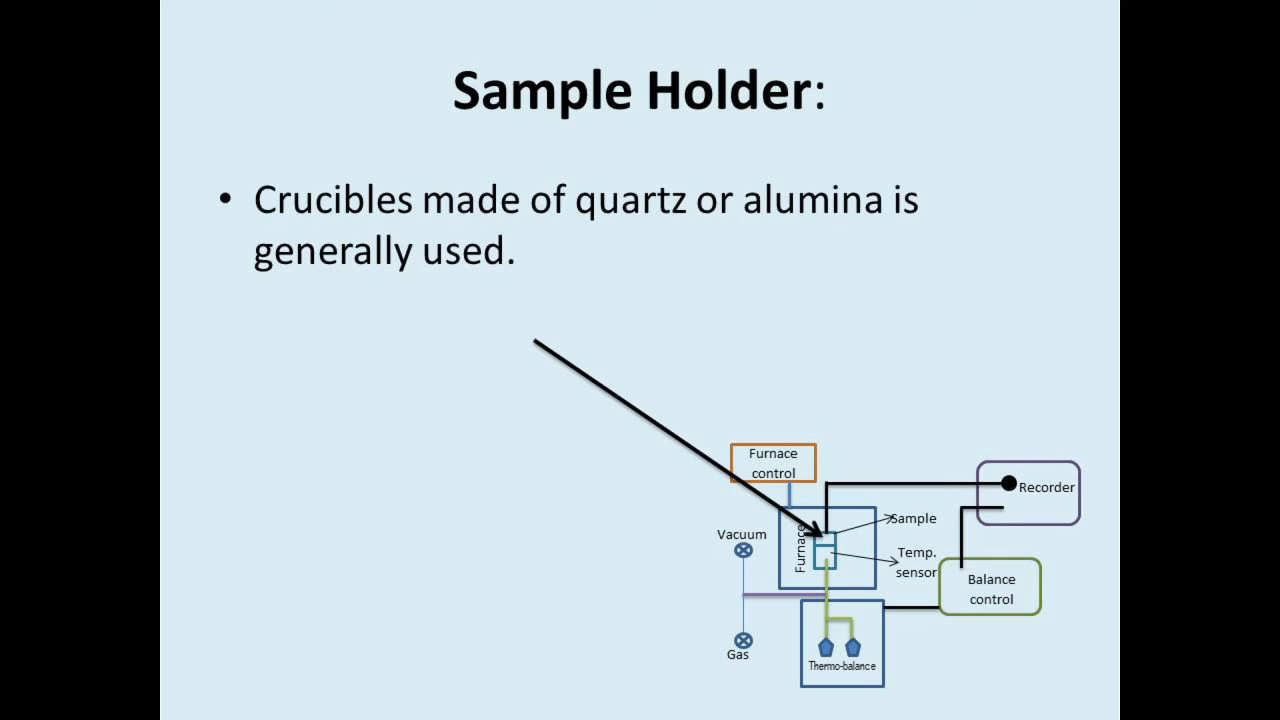 Sample Holder:
• Crucibles made of quartz or alumina is
generally used.
Furnace
control
Recorder
Sample
Vacuum
Furnace
Temp.
sensor
Balance
control
Gas
Thermo-balance